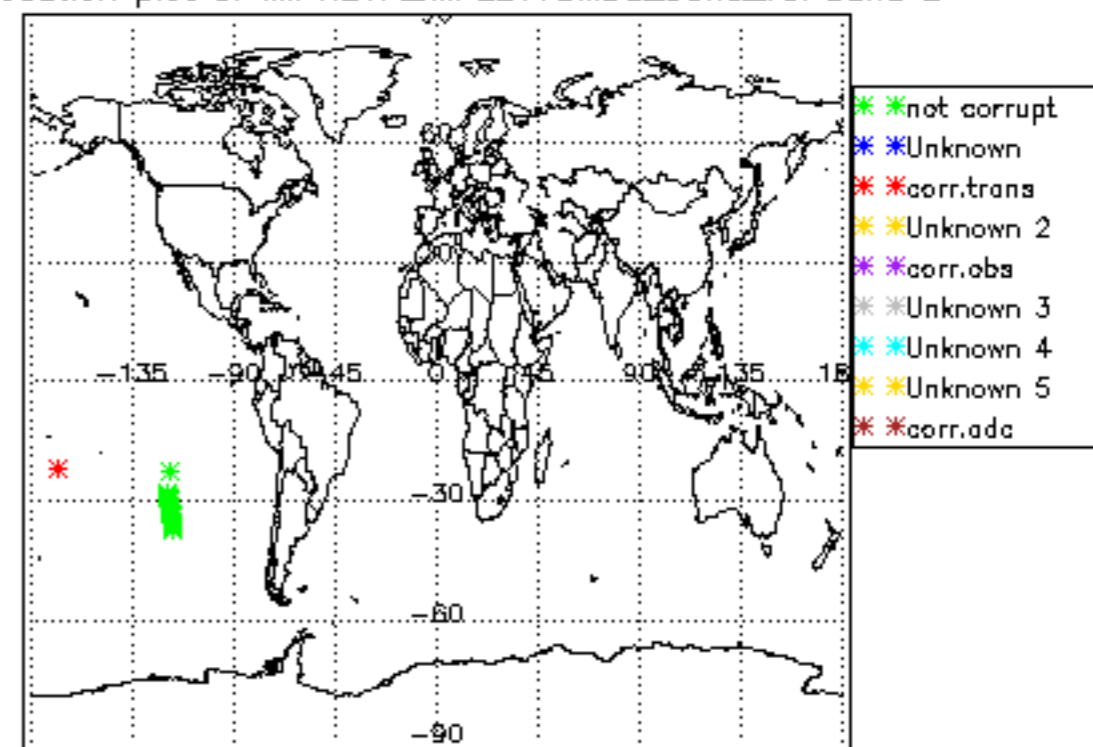 60
-135 -90 45 0 45 90 135
-30
-60
-90
not corrupt
Unknown
corr.trans
Unknown 2
corr.obs
Unknown 3
Unknown 4
Unknown 5
corr.adc